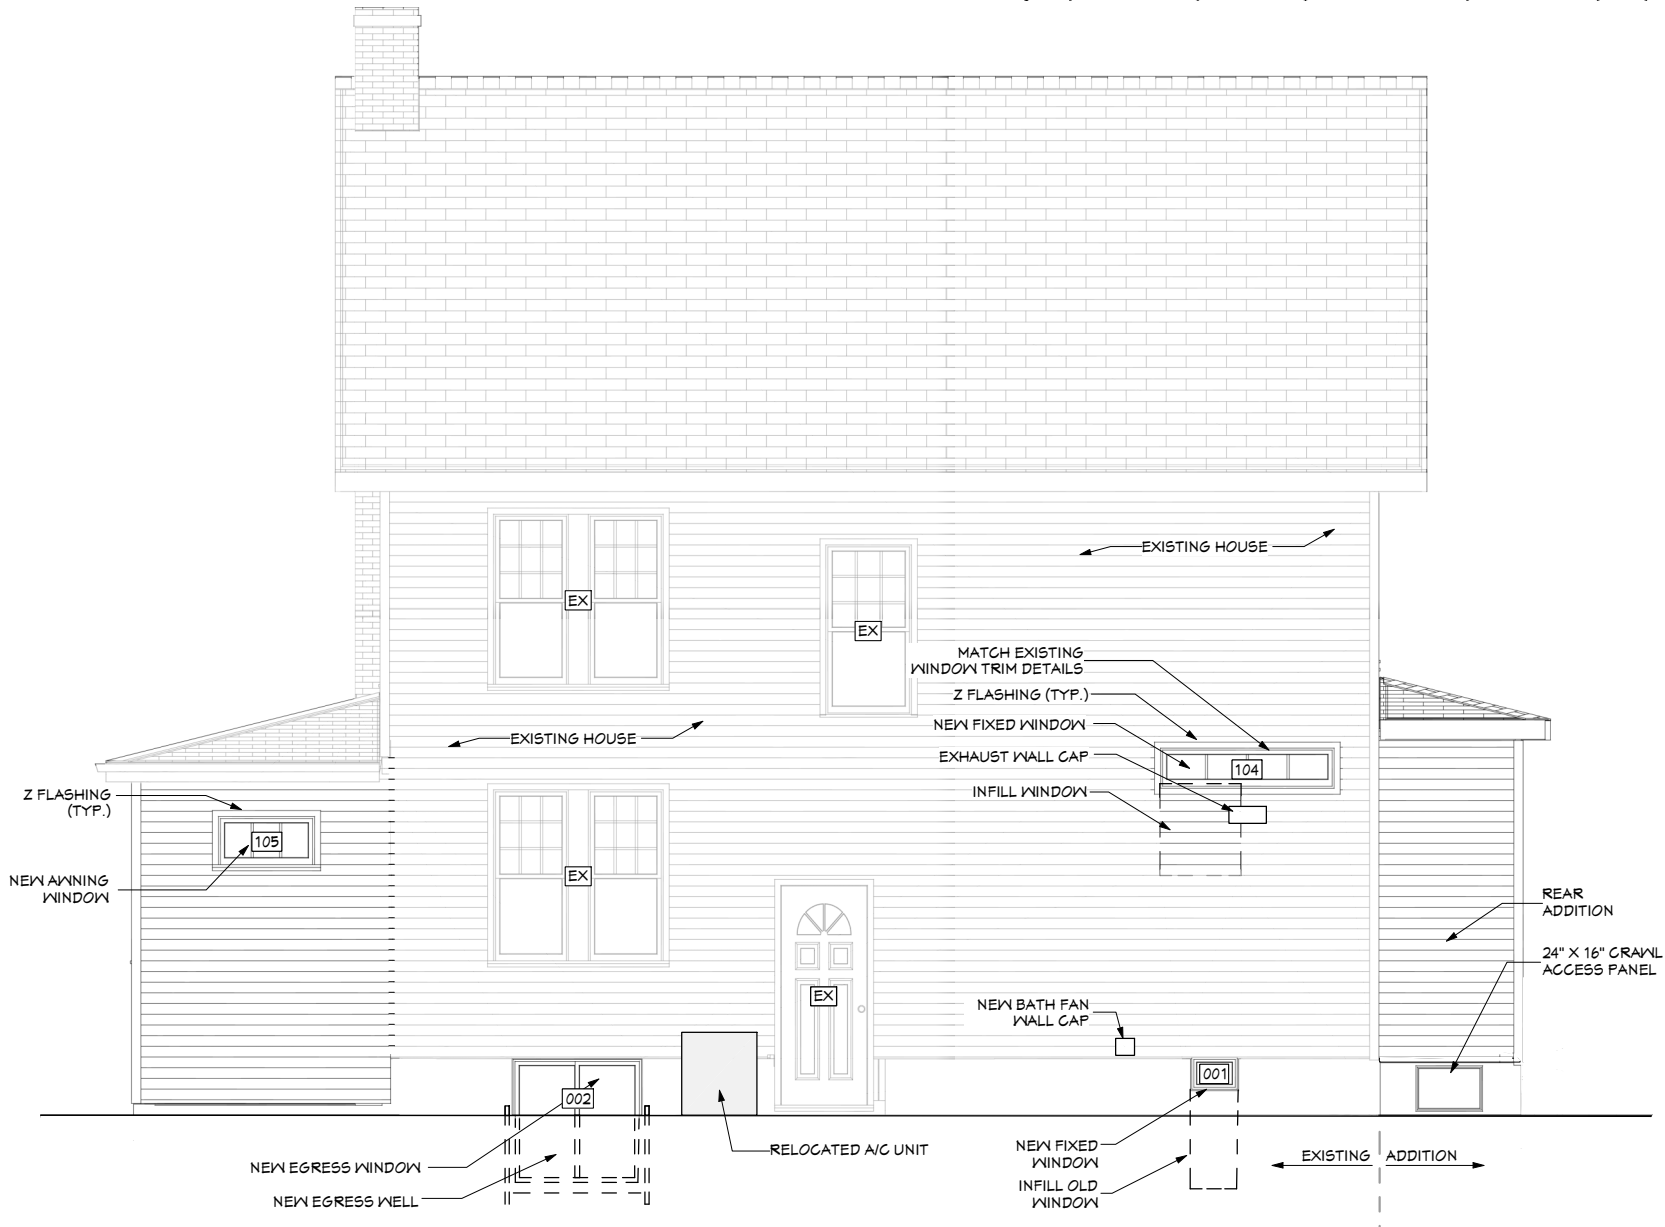 EXISTING HOUSE
EX
EX
MATCH EXISTING
WINDOW TRIM DETAILS
Z FLASHING (TYP.)
NEW FIXED WINDOW
EXISTING HOUSE
EXHAUST WALL CAP
104
INFILL WINDOW
Z FLASHING
(TYP.)
105
NEW AWNING
WINDOW
EX
REAR
ADDITION
24" X 16" CRAWL
ACCESS PANEL
EX
NEW BATH FAN
WALL CAP
001
002
RELOCATED A/C UNIT
NEW FIXED
WINDOW
EXISTING
ADDITION
NEW EGRESS WINDOW
NEW EGRESS WELL
INFILL OLD
WINDOW